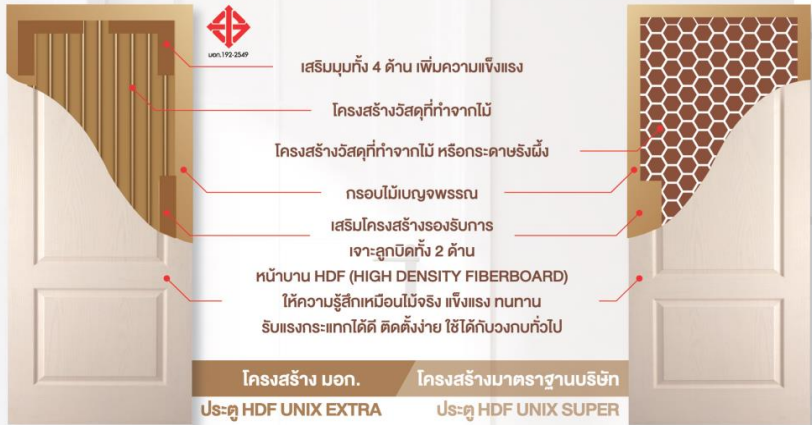 มอก.192-2549
เสริมมุมทั้ง 4 ด้าน เพิ่มความแข็งแรง
โครงสร้างวัสดุที่ทำจากไม้
โครงสร้างวัสดุที่ทำจากไม้ หรือกระดาษรังผึ้ง
กรอบไม้เบญจพรรณ
เสริมโครงสร้างรองรับการ
เจาะลูกบิดทั้ง 2 ด้าน
หน้าบาน HDF (HIGH DENSITY FIBERBOARD)
ให้ความรู้สึกเหมือนไม้จริง แข็งแรง ทนทาน
รับแรงกระแทกได้ดี ติดตั้งง่าย ใช้ได้กับวงกบทั่วไป
โครงสร้าง มอก. โครงสร้างมาตราฐานบริษัท
ประตู HDF UNIX EXTRA ประตู HDF UNIX SUPER